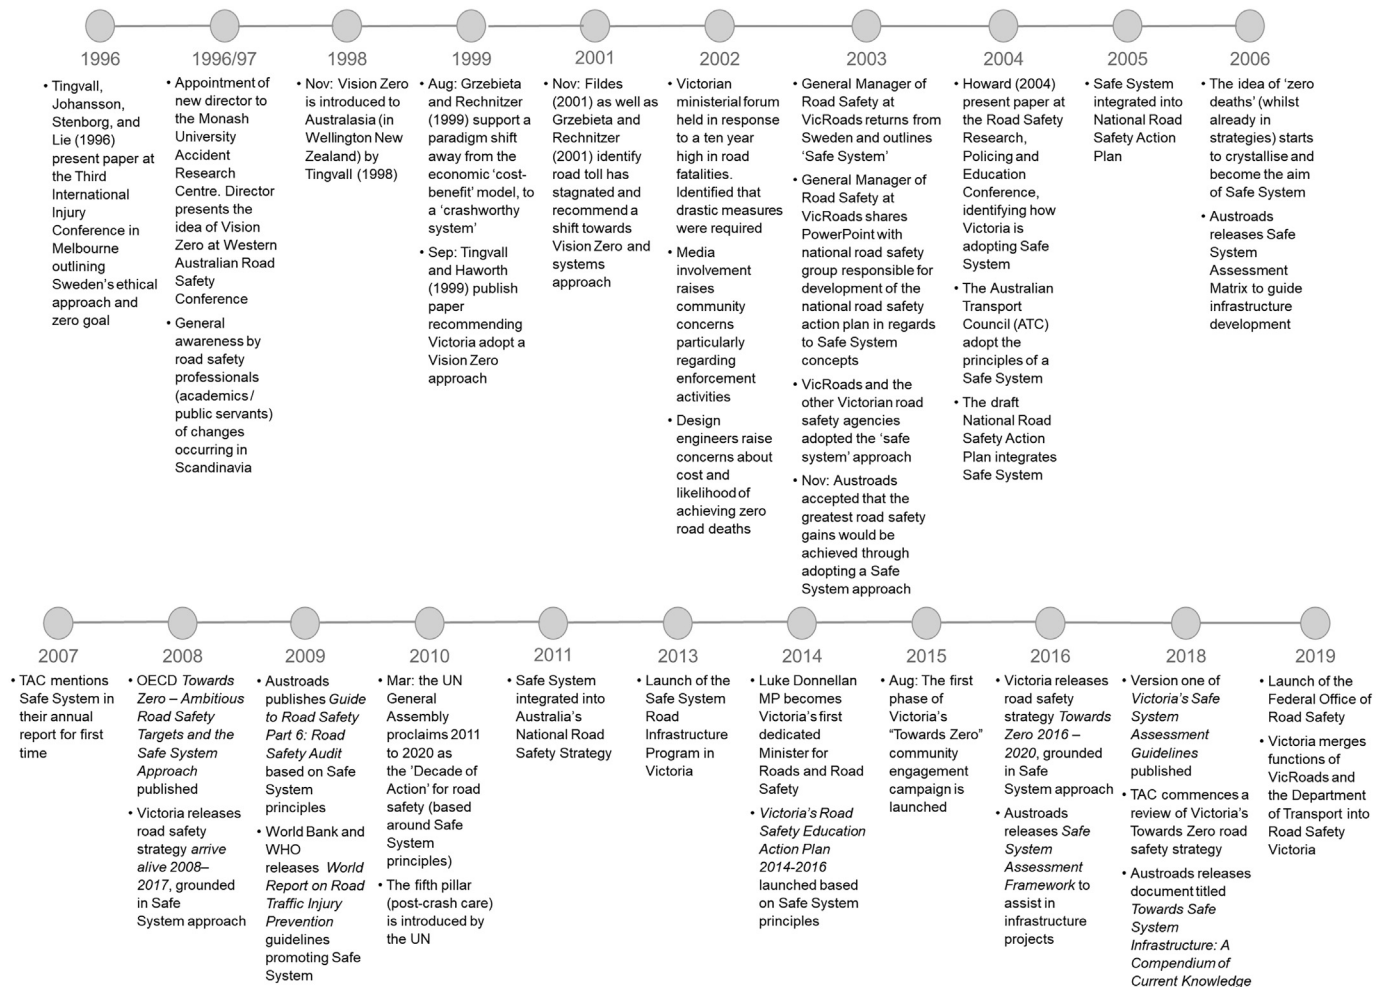 1996
• Tingvall,
Johansson,
Stenborg, and
Lie (1996)
present paper at
the Third
International
Injury
Conference in
Melbourne
outlining
Sweden's ethical
approach and
zero goal
1996/97
• Appointment of
new director to
the Monash
University
Accident
Research
Centre. Director
presents the
idea of Vision
Zero at Western
Australian Road
Safety
Conference
• General
awareness by
road safety
professionals
(academics /
public servants)
of changes
occurring in
Scandinavia
1998
• Nov: Vision Zero
is introduced to
Australasia (in
Wellington New
Zealand) by
Tingvall (1998)
1999
• Aug: Grzebieta
and Rechnitzer
(1999) support a
paradigm shift
away from the
economic ‘cost-
benefit’ model, to
a ‘crashworthy
system’
• Sep: Tingvall
and Haworth
(1999) publish
paper
recommending
Victoria adopt a
Vision Zero
approach
2001
• Nov: Fildes
(2001) as well as
Grzebieta and
Rechnitzer
(2001) identify
road toll has
stagnated and
recommend a
shift towards
Vision Zero and
systems
approach
2002
• Victorian
ministerial forum
held in response
to a ten year
high in road
fatalities.
Identified that
drastic measures
were required
• Media
involvement
raises
community
concerns
particularly
regarding
enforcement
activities
• Design
engineers raise
concerns about
cost and
likelihood of
achieving zero
road deaths
2003
• General Manager of
Road Safety at
VicRoads returns from
Sweden and outlines
‘Safe System’
• General Manager of
Road Safety at
VicRoads shares
PowerPoint with
national road safety
group responsible for
development of the
national road safety
action plan in regards
to Safe System
concepts
• VicRoads and the
other Victorian road
safety agencies
adopted the ‘safe
system’ approach
• Nov: Austroads
accepted that the
greatest road safety
gains would be
achieved through
adopting a Safe
System approach
2004
• Howard (2004)
present paper at
the Road Safety
Research,
Policing and
Education
Conference,
identifying how
Victoria is
adopting Safe
System
• The Australian
Transport
Council (ATC)
adopt the
principles of a
Safe System
• The draft
National Road
Safety Action
Plan integrates
Safe System
2005
• Safe System
integrated into
National Road
Safety Action
Plan
2006
• The idea of ‘zero
deaths’ (whilst
already in
strategies) starts
to crystallise and
become the aim
of Safe System
• Austroads
releases Safe
System
Assessment
Matrix to guide
infrastructure
development
2007
• TAC mentions
Safe System in
their annual
report for first
time
2008
• OECD Towards
Zero – Ambitious
Road Safety
Targets and the
Safe System
Approach
published
• Victoria releases
road safety
strategy arrive
alive 2008–
2017, grounded
in Safe
System approach
2009
• Austroads
publishes Guide
to Road Safety
Part 6: Road
Safety Audit
based on Safe
System
principles
• World Bank and
WHO
releases World
Report on Road
Traffic Injury
Prevention
guidelines
promoting Safe
System
2010
• Mar: the UN
General
Assembly
proclaims 2011
to 2020 as
the ’Decade of
Action’ for road
safety (based
around Safe
System
principles)
• The fifth pillar
(post-crash care)
is introduced by
the UN
2011
• Safe System
integrated into
Australia’s
National Road
Safety Strategy
2013
• Launch of the
Safe System
Road
Infrastructure
Program in
Victoria
2014
• Luke Donnellan
MP becomes
Victoria’s first
dedicated
Minister for
Roads and Road
Safety
• Victoria’s Road
Safety Education
Action Plan
2014-2016
launched based
on Safe System
principles
2015
• Aug: The first
phase of
Victoria’s
“Towards Zero”
community
engagement
campaign is
launched
2016
• Victoria releases
road safety
strategy Towards
Zero 2016 –
2020, grounded
in Safe
System approach
• Austroads
releases Safe
System
Assessment
Framework to
assist in
infrastructure
projects
2018
• Version one of
Victoria’s Safe
System
Assessment
Guidelines
published
• TAC commences a
review of Victoria’s
Towards Zero road
safety strategy
• Austroads releases
document titled
Towards Safe
System
Infrastructure: A
Compendium of
Current Knowledge
2019
• Launch of the
Federal Office of
Road Safety
• Victoria merges
functions of
VicRoads and
the Department
of Transport into
Road Safety
Victoria